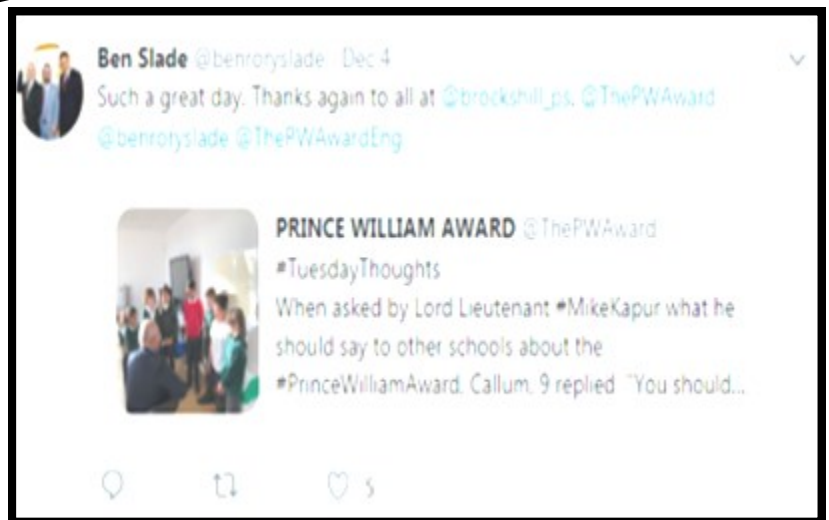 Ben Slade @benroryslade Dec 4
Such a great day. Thanks again to all at @brockshill_ps. @ThePWAward
@benroryslade @ThePWAwardEng
PRINCE WILLIAM AWARD @ThePWAward
#TuesdayThoughts
When asked by Lord Lieutenant #MikeKapur what he
should say to other schools about the
#PrinceWilliamAward. Callum, 9 replied "You should...
5